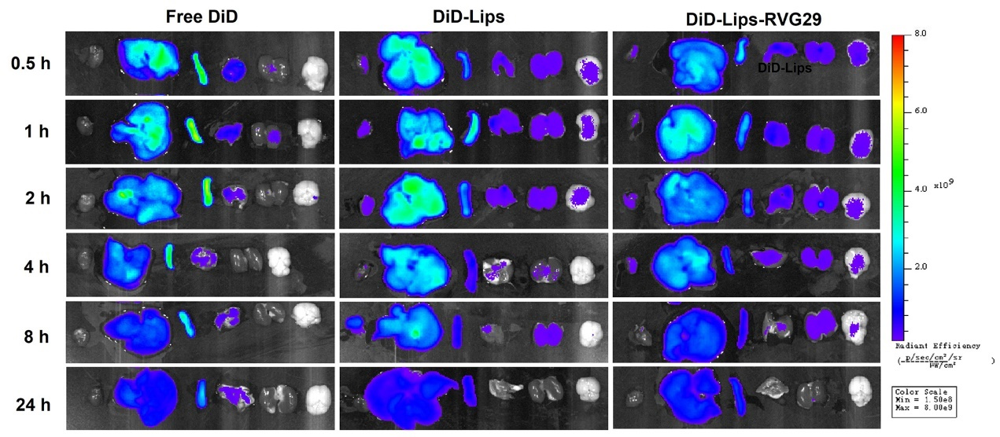 Free DiD
DiD-Lips
DiD-Lips-RVG29
0.5 h
DiD-Lips
1 h
2 h
4 h
8 h
24 h
8.0
6.0
4.0
x10⁹
2.0
Radiant Efficiency
(p/sec/cm²/sr
µW/cm²)
Color Scale
Min = 1.50e8
Max = 8.00e9